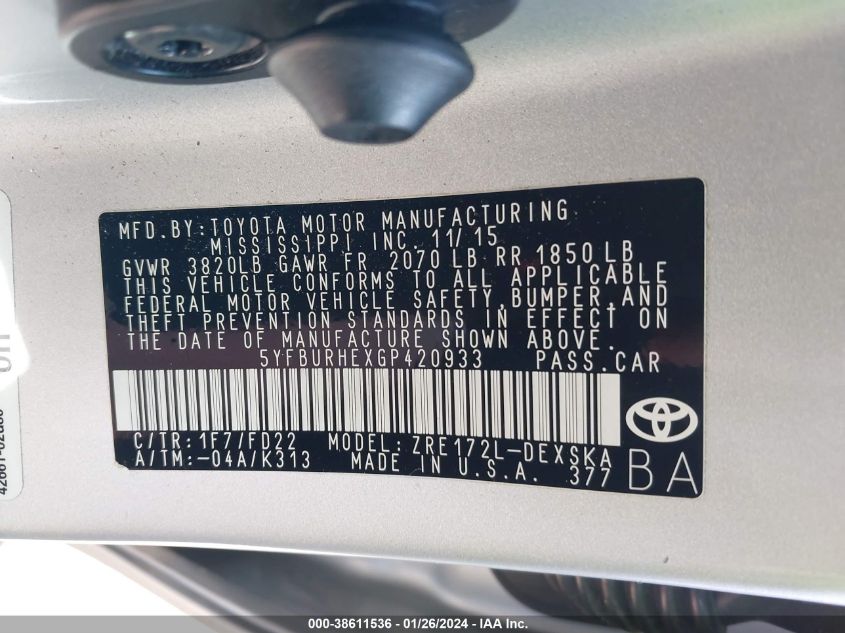 MFD. BY: TOYOTA MOTOR MANUFACTURING
MISSISSIPPI INC. 11/15
GVWR 3820LB GAWR FR 2070 LB RR 1850 LB
THIS VEHICLE CONFORMS TO ALL APPLICABLE
FEDERAL MOTOR VEHICLE SAFETY, BUMPER, AND
THEFT PREVENTION STANDARDS IN EFFECT ON
THE DATE OF MANUFACTURE SHOWN ABOVE.
5YFBURHEXGP420933 PASS. CAR
C/TR: 1F7/FD22 MODEL: ZRE172L-DEXSKA
A/TM: -04A/K313 MADE IN U.S.A. 377
BA
000-38611536 - 01/26/2024 - IAA Inc.